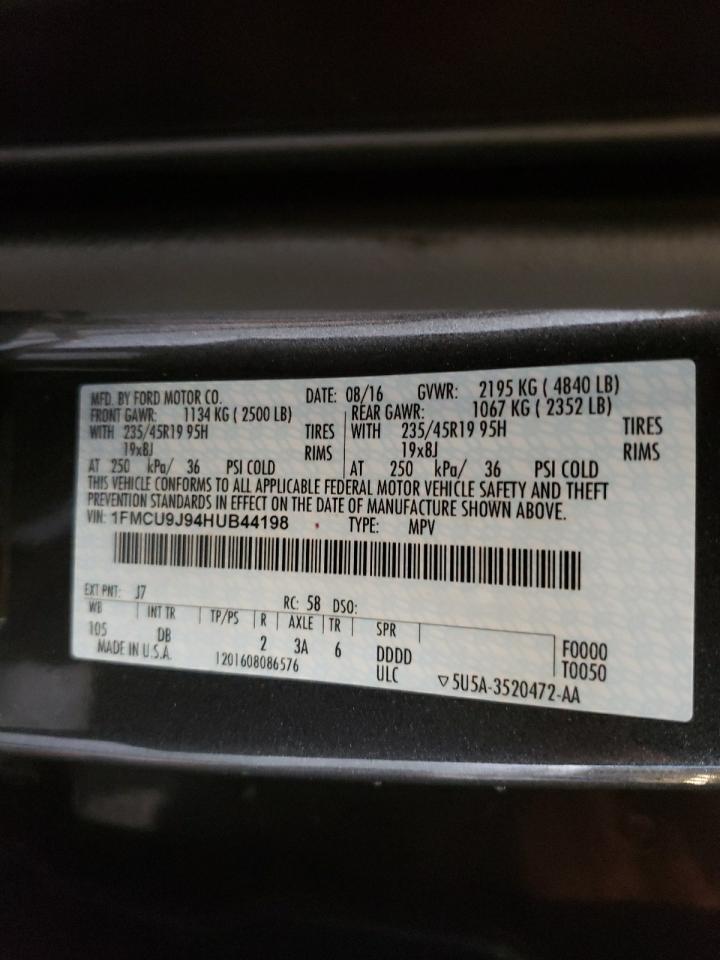 MFD. BY FORD MOTOR CO. DATE: 08/16 GVWR: 2195 KG ( 4840 LB)
FRONT GAWR: 1134 KG ( 2500 LB) REAR GAWR: 1067 KG ( 2352 LB)
WITH 235/45R19 95H TIRES WITH 235/45R19 95H TIRES
19x8J RIMS 19x8J RIMS
AT 250 kPa/ 36 PSI COLD AT 250 kPa/ 36 PSI COLD
THIS VEHICLE CONFORMS TO ALL APPLICABLE FEDERAL MOTOR VEHICLE SAFETY AND THEFT
PREVENTION STANDARDS IN EFFECT ON THE DATE OF MANUFACTURE SHOWN ABOVE.
VIN: 1FMCU9J94HUB44198 TYPE: MPV
EXT PNT: J7 RC: 58 DSO:
WB INT TR TP/PS R AXLE TR SPR
105 DB 2 3A 6 DDDD F0000
MADE IN U.S.A. 1201608086576 ULC T0050
▽5U5A-3520472-AA